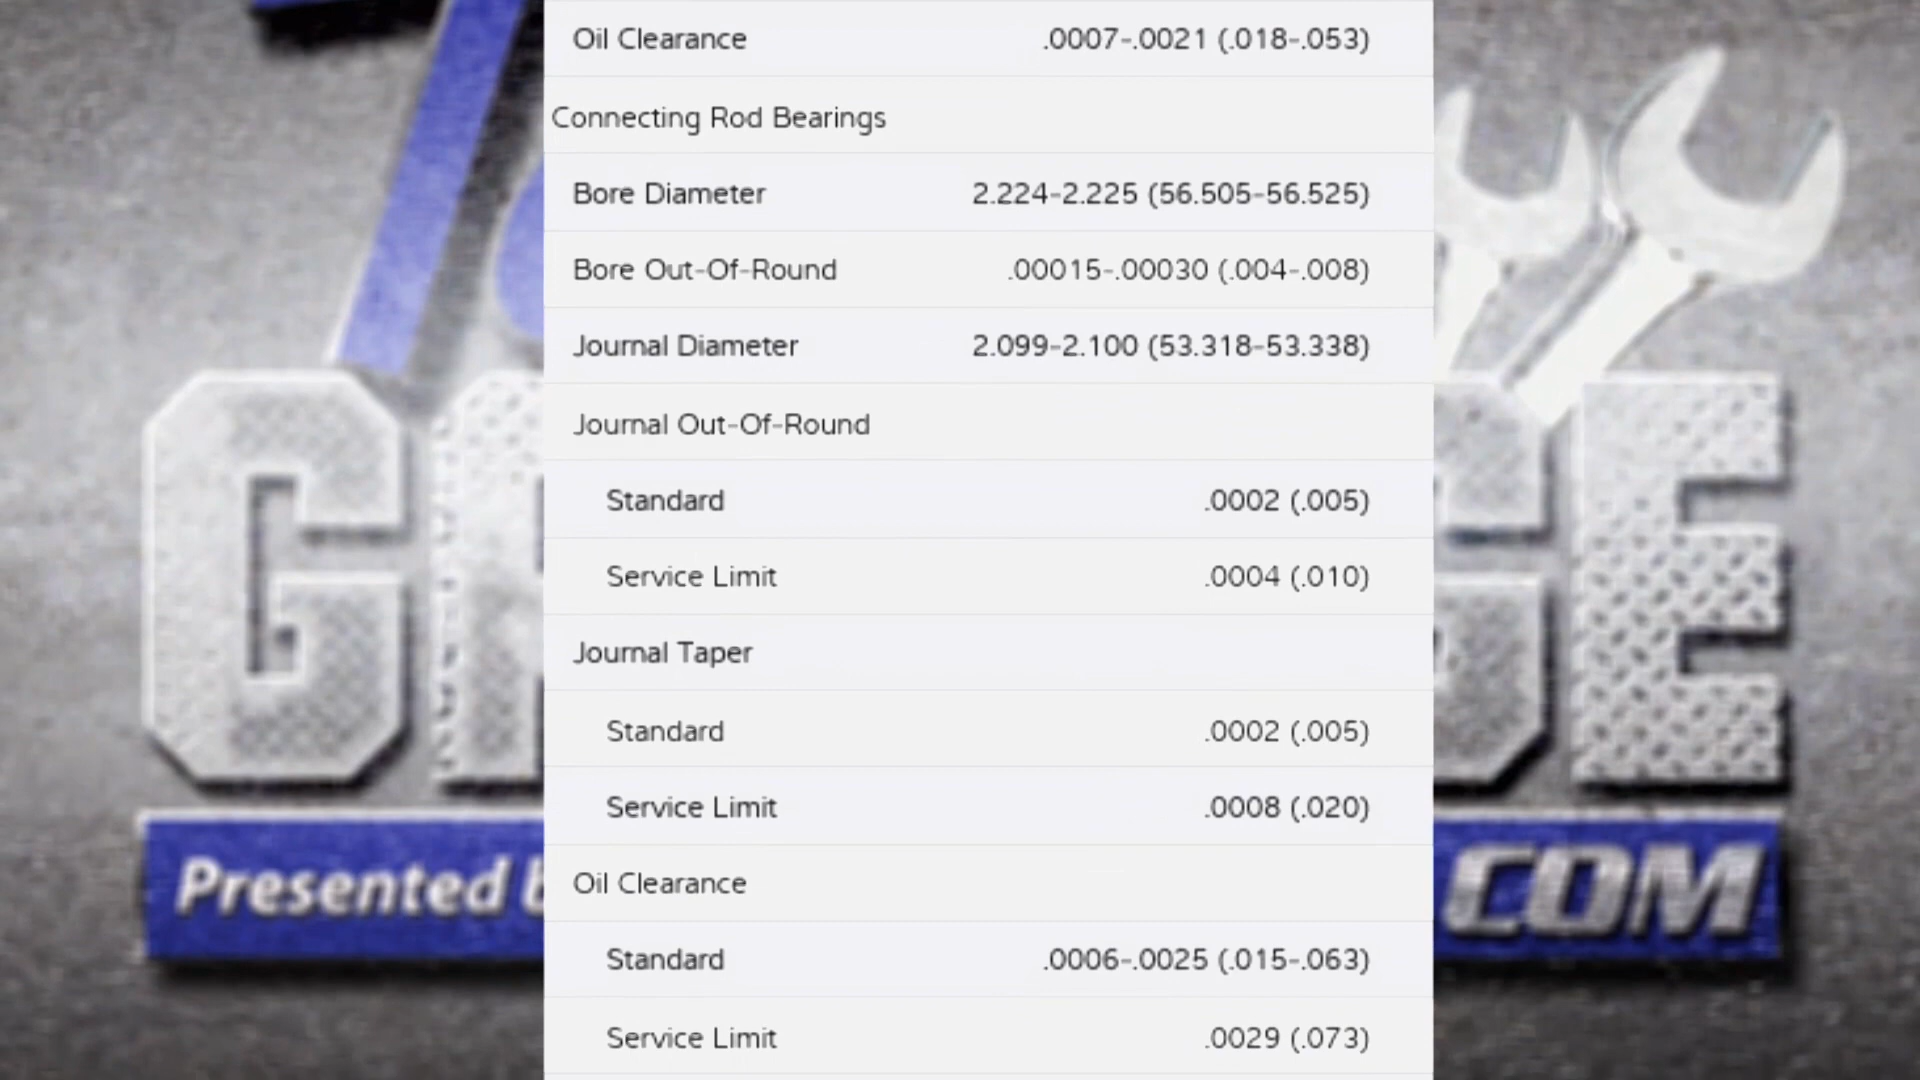 Oil Clearance .0007-.0021 (.018-.053)
Connecting Rod Bearings
Bore Diameter 2.224-2.225 (56.505-56.525)
Bore Out-Of-Round .00015-.00030 (.004-.008)
Journal Diameter 2.099-2.100 (53.318-53.338)
Journal Out-Of-Round
Standard .0002 (.005)
Service Limit .0004 (.010)
Journal Taper
Standard .0002 (.005)
Service Limit .0008 (.020)
Oil Clearance
Standard .0006-.0025 (.015-.063)
Service Limit .0029 (.073)
Presented
COM